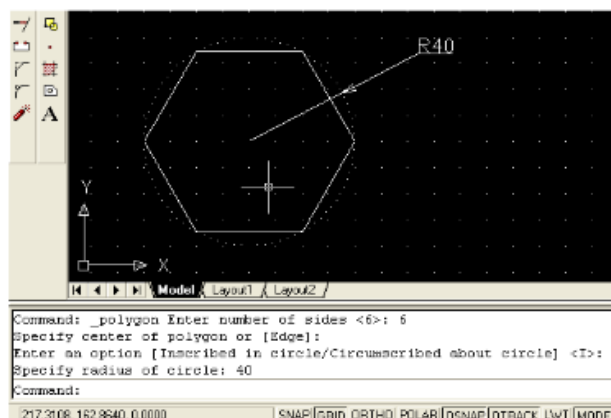 R40
A
Y
X
Model Layout1 Layout2
Command: _polygon Enter number of sides <6>: 6
Specify center of polygon or [Edge]:
Enter an option [Inscribed in circle/Circumscribed about circle] <I>:
Specify radius of circle: 40
Command:
217.3108, 162.8640, 0.0000 SNAP GRID ORTHO POLAR OSNAP OTRACK LWT MODE